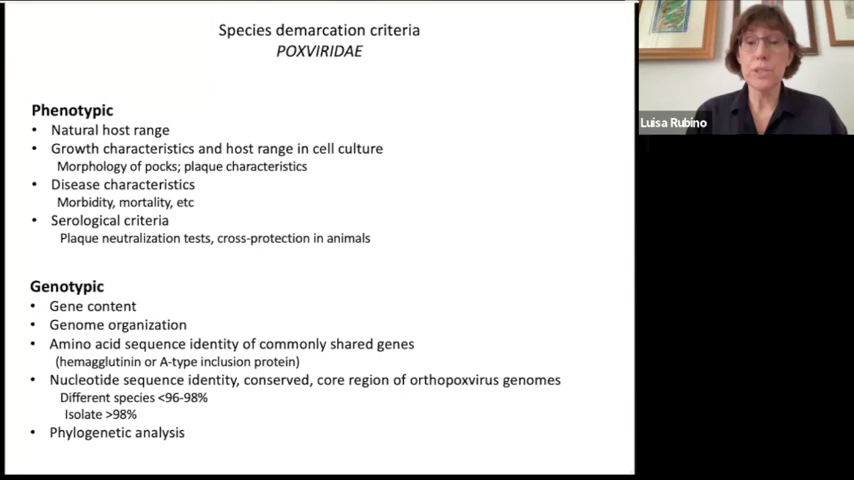 Species demarcation criteria
POXVIRIDAE
Phenotypic
• Natural host range
• Growth characteristics and host range in cell culture
Morphology of pocks; plaque characteristics
• Disease characteristics
Morbidity, mortality, etc
• Serological criteria
Plaque neutralization tests, cross-protection in animals
Genotypic
• Gene content
• Genome organization
• Amino acid sequence identity of commonly shared genes
(hemagglutinin or A-type inclusion protein)
• Nucleotide sequence identity, conserved, core region of orthopoxvirus genomes
Different species <96-98%
Isolate >98%
• Phylogenetic analysis
Luisa Rubino